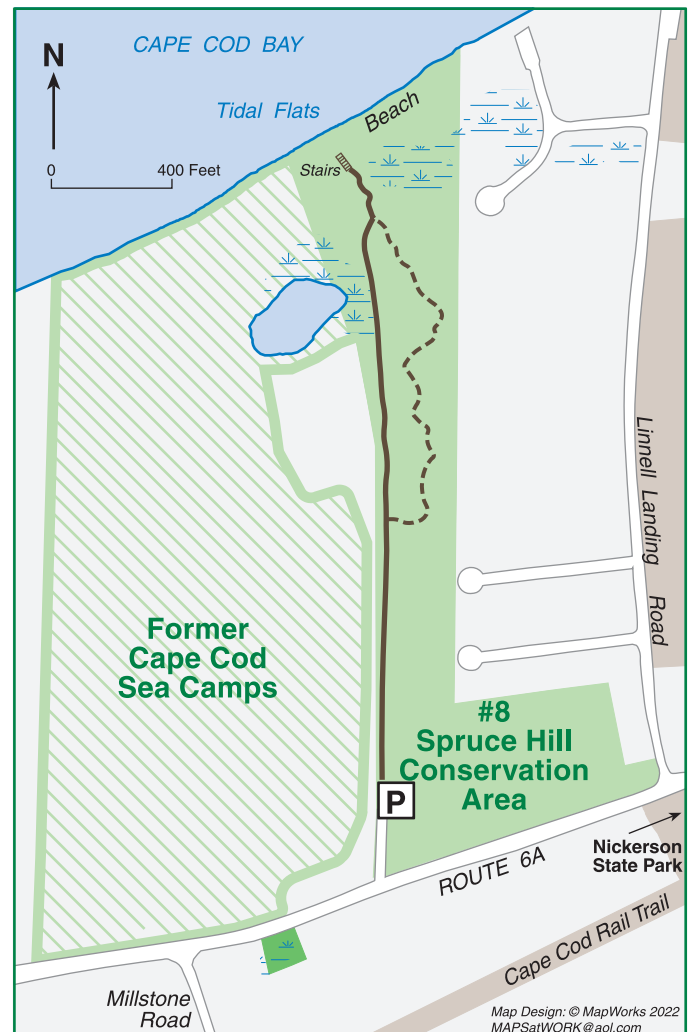 CAPE COD BAY
N
Tidal Flats
Beach
0 400 Feet
Stairs
Linnell Landing Road
Former
Cape Cod
Sea Camps
#8
Spruce Hill
Conservation
Area
P
Nickerson
State Park
ROUTE 6A
Cape Cod Rail Trail
Millstone
Road
Map Design: © MapWorks 2022
MAPSatWORK@aol.com